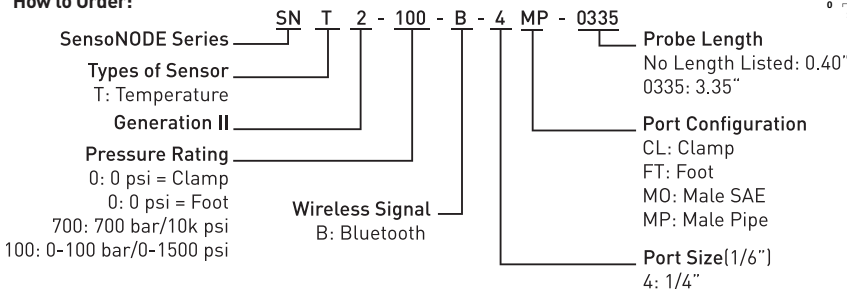 How to Order:
SN T 2 - 100 - B - 4 MP - 0335
SensoNODE Series
Types of Sensor
T: Temperature
Generation II
Pressure Rating
0: 0 psi = Clamp
0: 0 psi = Foot
700: 700 bar/10k psi
100: 0-100 bar/0-1500 psi
Wireless Signal
B: Bluetooth
Probe Length
No Length Listed: 0.40"
0335: 3.35"
Port Configuration
CL: Clamp
FT: Foot
MO: Male SAE
MP: Male Pipe
Port Size(1/6")
4: 1/4"
0